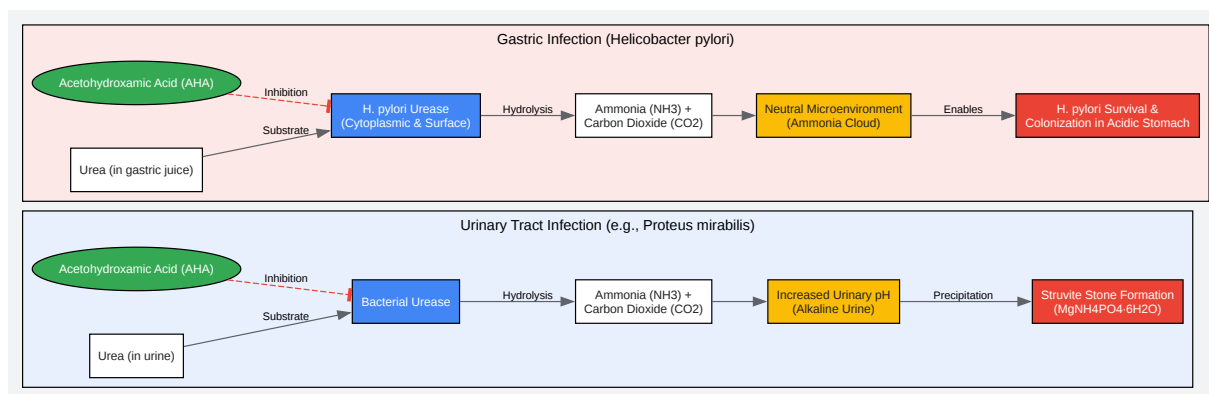 Gastric Infection (Helicobacter pylori)
Acetohydroxamic Acid (AHA)
Inhibition
Substrate
Urea (in gastric juice)
H. pylori Urease
(Cytoplasmic & Surface)
Hydrolysis
Ammonia (NH3) +
Carbon Dioxide (CO2)
Neutral Microenvironment
(Ammonia Cloud)
Enables
H. pylori Survival &
Colonization in Acidic Stomach
Urinary Tract Infection (e.g., Proteus mirabilis)
Acetohydroxamic Acid (AHA)
Inhibition
Substrate
Urea (in urine)
Bacterial Urease
Hydrolysis
Ammonia (NH3) +
Carbon Dioxide (CO2)
Increased Urinary pH
(Alkaline Urine)
Precipitation
Struvite Stone Formation
(MgNH4PO4·6H2O)